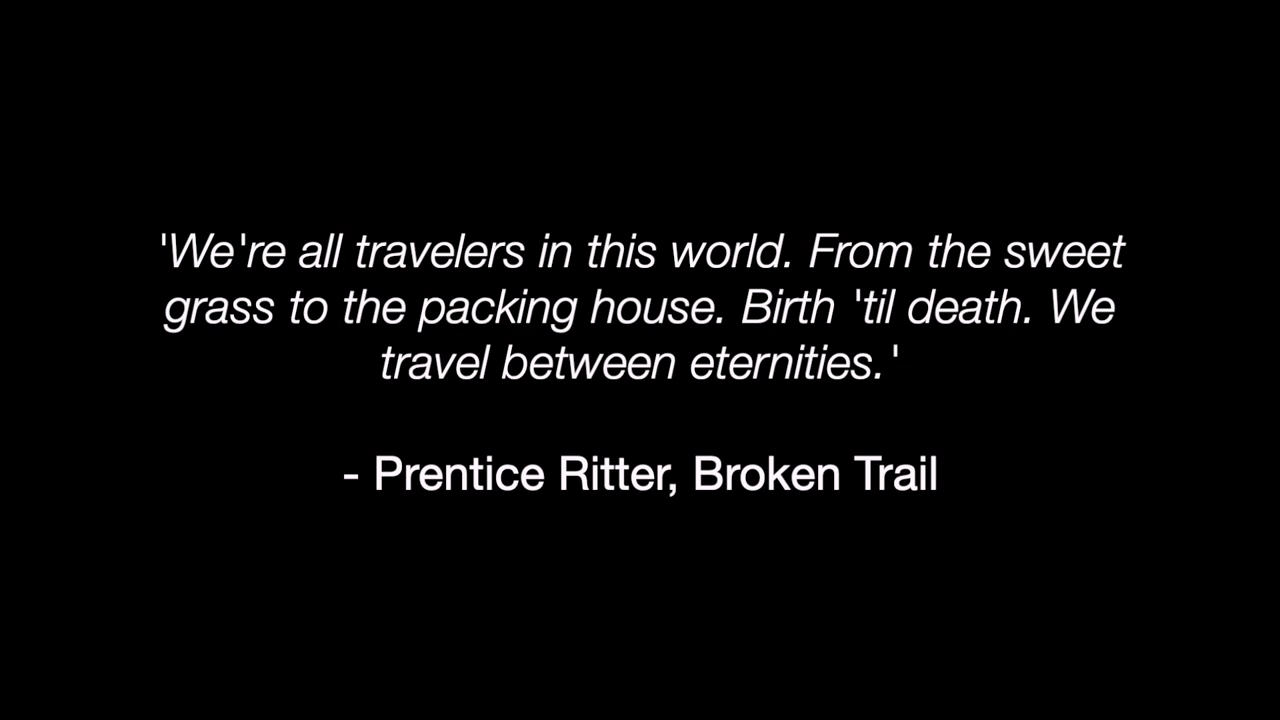 'We're all travelers in this world. From the sweet
grass to the packing house. Birth 'til death. We
travel between eternities.'
- Prentice Ritter, Broken Trail